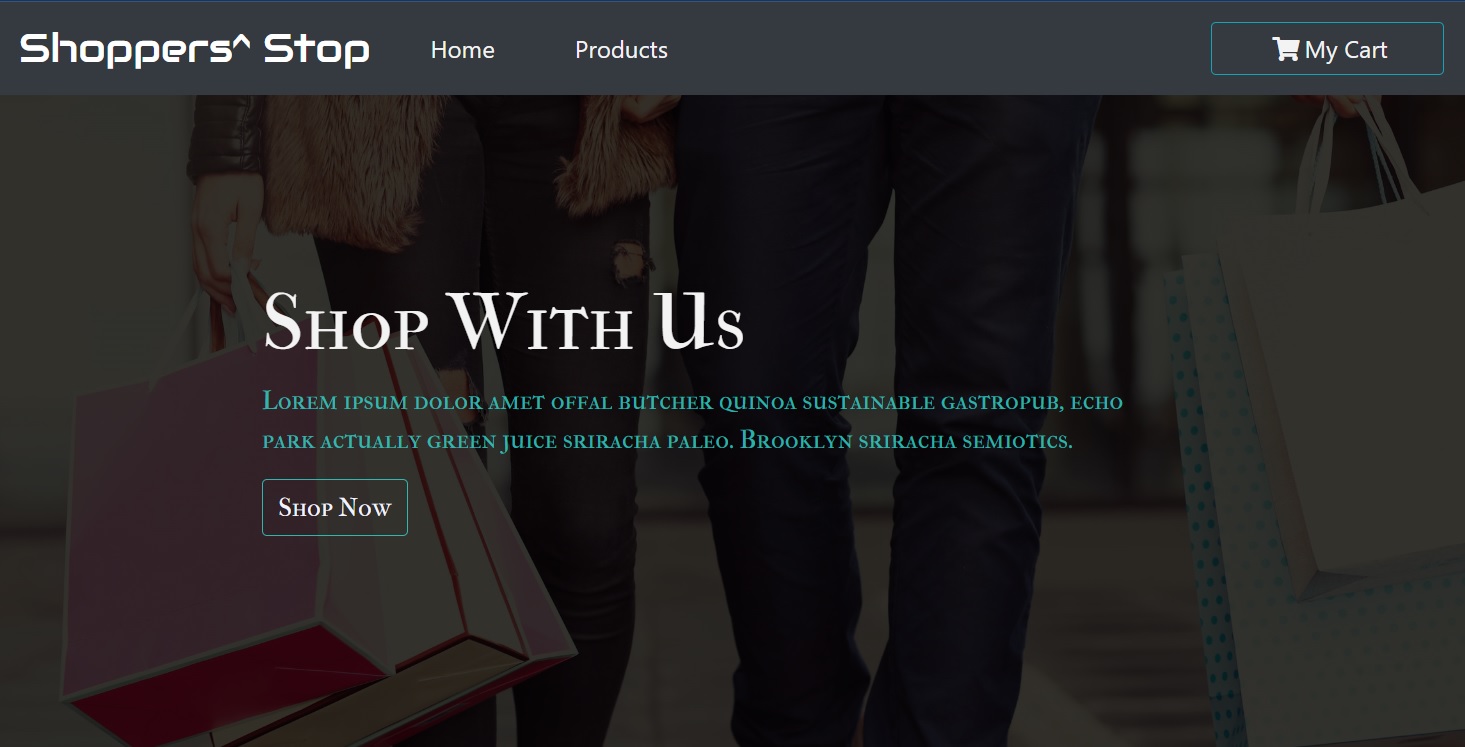 Shoppers^ Stop
Home
Products
My Cart
Shop With Us
Lorem ipsum dolor amet offal butcher quinoa sustainable gastropub, echo
park actually green juice sriracha paleo. Brooklyn sriracha semiotics.
Shop Now